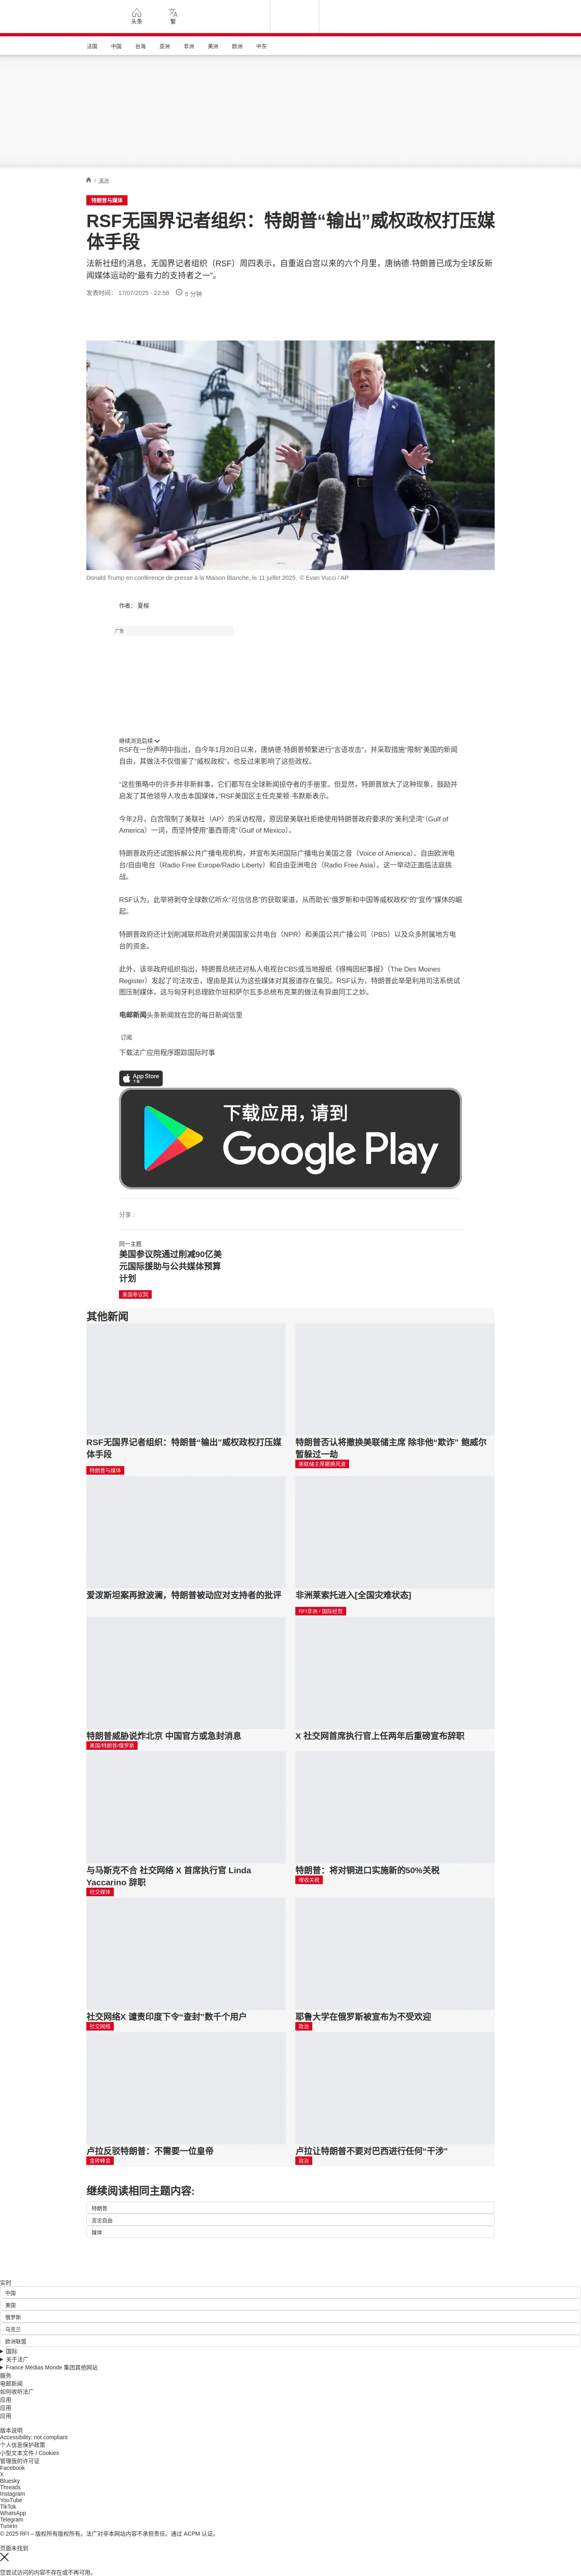 头条
繁
法国
中国
台海
亚洲
非洲
美洲
欧洲
中东
/ 美洲
特朗普与媒体
RSF无国界记者组织：特朗普“输出”威权政权打压媒
体手段
法新社纽约消息，无国界记者组织（RSF）周四表示，自重返白宫以来的六个月里，唐纳德·特朗普已成为全球反新
闻媒体运动的“最有力的支持者之一”。
发表时间： 17/07/2025 - 22:58
5 分钟
Donald Trump en conférence de presse à la Maison Blanche, le 11 juillet 2025. © Evan Vucci / AP
作者： 夏榕
广告
继续浏览后续
RSF在一份声明中指出，自今年1月20日以来，唐纳德·特朗普频繁进行“言语攻击”，并采取措施“限制”美国的新闻
自由，其做法不仅借鉴了“威权政权”，也反过来影响了这些政权。
“这些策略中的许多并非新鲜事，它们都写在全球新闻掠夺者的手册里。但显然，特朗普放大了这种现象，鼓励并
启发了其他领导人攻击本国媒体，”RSF美国区主任克莱顿·韦默斯表示。
今年2月，白宫限制了美联社（AP）的采访权限，原因是美联社拒绝使用特朗普政府要求的“美利坚湾”（Gulf of
America）一词，而坚持使用“墨西哥湾”（Gulf of Mexico）。
特朗普政府还试图拆解公共广播电视机构，并宣布关闭国际广播电台美国之音（Voice of America）、自由欧洲电
台/自由电台（Radio Free Europe/Radio Liberty）和自由亚洲电台（Radio Free Asia）。这一举动正面临法庭挑
战。
RSF认为，此举将剥夺全球数亿听众“可信信息”的获取渠道，从而助长“俄罗斯和中国等威权政权”的“宣传”媒体的崛
起。
特朗普政府还计划削减联邦政府对美国国家公共电台（NPR）和美国公共广播公司（PBS）以及众多附属地方电
台的资金。
此外，该非政府组织指出，特朗普总统还对私人电视台CBS或当地报纸《得梅因纪事报》（The Des Moines
Register）发起了司法攻击，理由是其认为这些媒体对其报道存在偏见。RSF认为，特朗普此举是利用司法系统试
图压制媒体，这与匈牙利总理欧尔班和萨尔瓦多总统布克莱的做法有异曲同工之妙。
电邮新闻头条新闻就在您的每日新闻信里
订阅
下载法广应用程序跟踪国际时事
App Store
下载
下载应用，请到
Google Play
分享 :
同一主题
美国参议院通过削减90亿美
元国际援助与公共媒体预算
计划
美国参议院
其他新闻
RSF无国界记者组织：特朗普“输出”威权政权打压媒
体手段
特朗普与媒体
特朗普否认将撤换美联储主席 除非他“欺诈” 鲍威尔
暂躲过一劫
美联储主席撤换风波
爱泼斯坦案再掀波澜，特朗普被动应对支持者的批评
非洲莱索托进入[全国灾难状态]
RFI非洲 / 国际经贸
特朗普威胁说炸北京 中国官方或急封消息
美国/特朗普/俄罗斯
X 社交网首席执行官上任两年后重磅宣布辞职
与马斯克不合 社交网络 X 首席执行官 Linda
Yaccarino 辞职
社交媒体
特朗普：将对铜进口实施新的50%关税
增收关税
社交网络X 谴责印度下令“查封”数千个用户
社交网络
耶鲁大学在俄罗斯被宣布为不受欢迎
政治
卢拉反驳特朗普：不需要一位皇帝
金砖峰会
卢拉让特朗普不要对巴西进行任何“干涉”
政治
继续阅读相同主题内容:
特朗普
言论自由
媒体
实时
中国
美国
俄罗斯
乌克兰
欧洲联盟
国际
关于法广
France Médias Monde 集团其他网站
服务
电邮新闻
如何收听法广
应用
应用
应用
版本说明
Accessibility: not compliant
个人信息保护政策
小型文本文件 / Cookies
管理我的许可证
Facebook
X
Bluesky
Threads
Instagram
YouTube
TikTok
WhatsApp
Telegram
TuneIn
© 2025 RFI – 版权所有版权所有。法广对非本网站内容不承担责任。通过 ACPM 认证。
页面未找到
您尝试访问的内容不存在或不再可用。